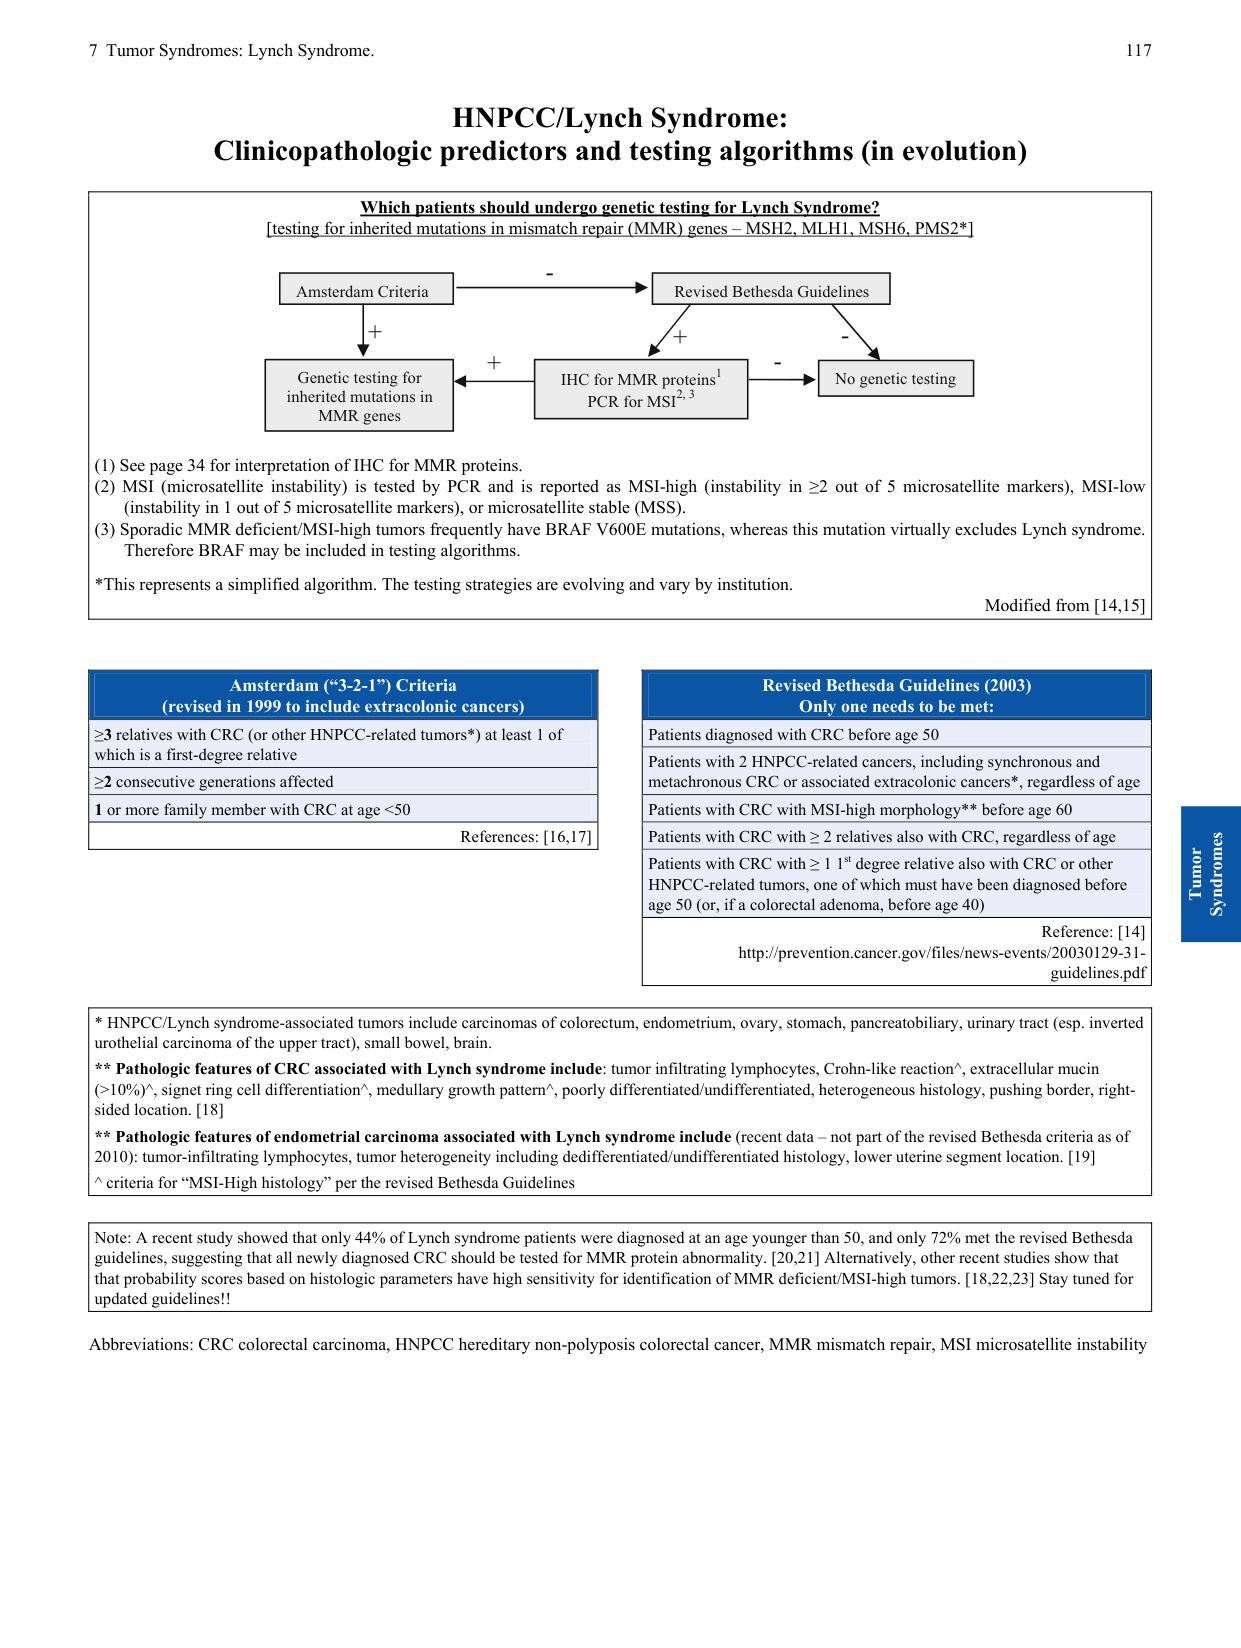 7 Tumor Syndromes: Lynch Syndrome.
117
HNPCC/Lynch Syndrome:
Clinicopathologic predictors and testing algorithms (in evolution)
Which patients should undergo genetic testing for Lynch Syndrome?
[testing for inherited mutations in mismatch repair (MMR) genes – MSH2, MLH1, MSH6, PMS2*]
Amsterdam Criteria
-
Revised Bethesda Guidelines
+
+
-
Genetic testing for
inherited mutations in
MMR genes
+
IHC for MMR proteins1
PCR for MSI2, 3
-
No genetic testing
(1) See page 34 for interpretation of IHC for MMR proteins.
(2) MSI (microsatellite instability) is tested by PCR and is reported as MSI-high (instability in ≥2 out of 5 microsatellite markers), MSI-low
(instability in 1 out of 5 microsatellite markers), or microsatellite stable (MSS).
(3) Sporadic MMR deficient/MSI-high tumors frequently have BRAF V600E mutations, whereas this mutation virtually excludes Lynch syndrome.
Therefore BRAF may be included in testing algorithms.
*This represents a simplified algorithm. The testing strategies are evolving and vary by institution.
Modified from [14,15]
Amsterdam (“3-2-1”) Criteria
(revised in 1999 to include extracolonic cancers)
≥3 relatives with CRC (or other HNPCC-related tumors*) at least 1 of
which is a first-degree relative
≥2 consecutive generations affected
1 or more family member with CRC at age <50
References: [16,17]
Revised Bethesda Guidelines (2003)
Only one needs to be met:
Patients diagnosed with CRC before age 50
Patients with 2 HNPCC-related cancers, including synchronous and
metachronous CRC or associated extracolonic cancers*, regardless of age
Patients with CRC with MSI-high morphology** before age 60
Patients with CRC with ≥ 2 relatives also with CRC, regardless of age
Patients with CRC with ≥ 1 1st degree relative also with CRC or other
HNPCC-related tumors, one of which must have been diagnosed before
age 50 (or, if a colorectal adenoma, before age 40)
Reference: [14]
http://prevention.cancer.gov/files/news-events/20030129-31-
guidelines.pdf
Tumor
Syndromes
* HNPCC/Lynch syndrome-associated tumors include carcinomas of colorectum, endometrium, ovary, stomach, pancreatobiliary, urinary tract (esp. inverted
urothelial carcinoma of the upper tract), small bowel, brain.
** Pathologic features of CRC associated with Lynch syndrome include: tumor infiltrating lymphocytes, Crohn-like reaction^, extracellular mucin
(>10%)^, signet ring cell differentiation^, medullary growth pattern^, poorly differentiated/undifferentiated, heterogeneous histology, pushing border, right-
sided location. [18]
** Pathologic features of endometrial carcinoma associated with Lynch syndrome include (recent data – not part of the revised Bethesda criteria as of
2010): tumor-infiltrating lymphocytes, tumor heterogeneity including dedifferentiated/undifferentiated histology, lower uterine segment location. [19]
^ criteria for “MSI-High histology” per the revised Bethesda Guidelines
Note: A recent study showed that only 44% of Lynch syndrome patients were diagnosed at an age younger than 50, and only 72% met the revised Bethesda
guidelines, suggesting that all newly diagnosed CRC should be tested for MMR protein abnormality. [20,21] Alternatively, other recent studies show that
that probability scores based on histologic parameters have high sensitivity for identification of MMR deficient/MSI-high tumors. [18,22,23] Stay tuned for
updated guidelines!!
Abbreviations: CRC colorectal carcinoma, HNPCC hereditary non-polyposis colorectal cancer, MMR mismatch repair, MSI microsatellite instability